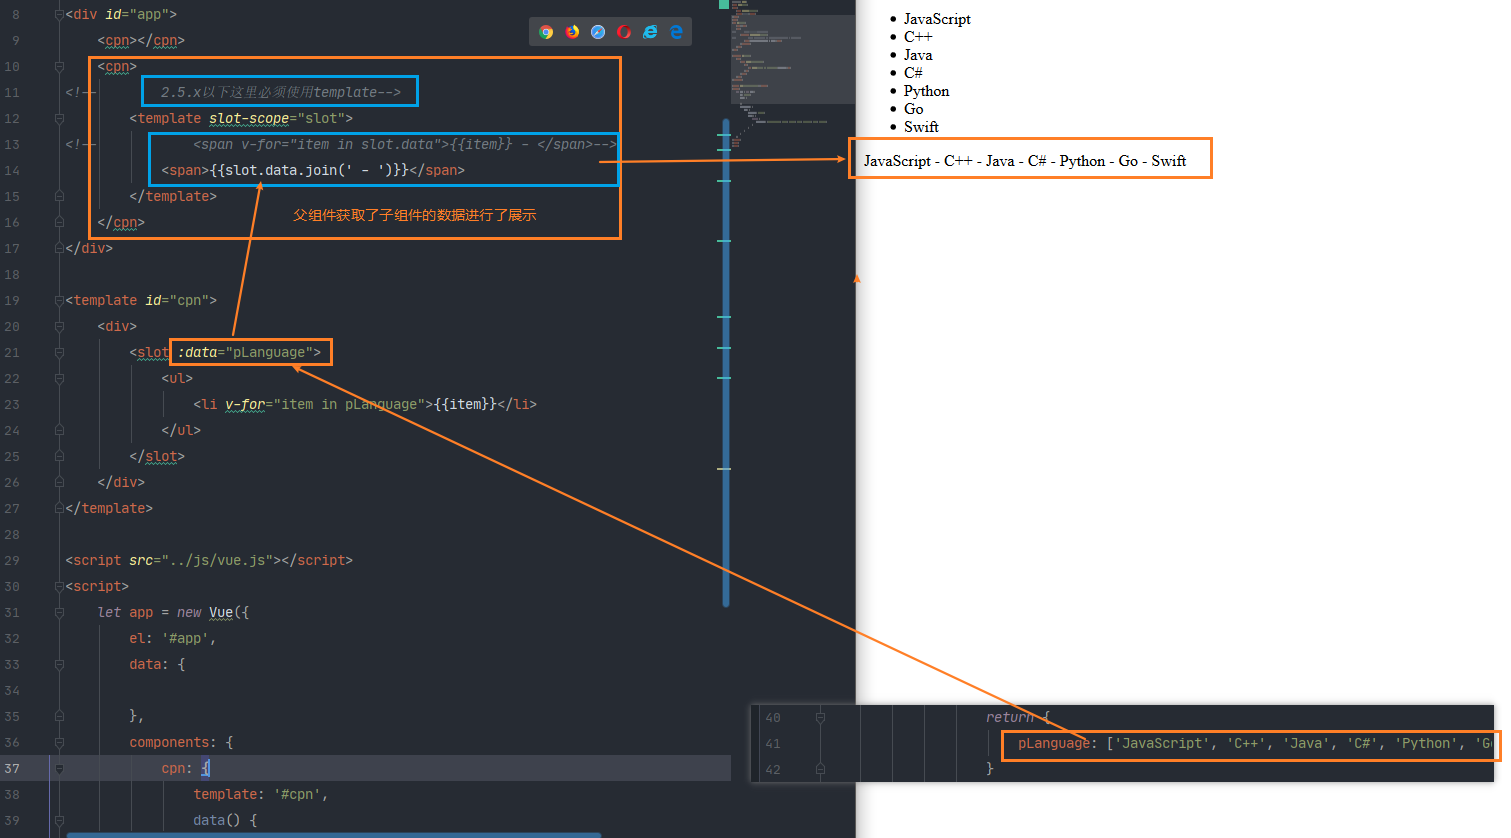 8 <div id="app">
9 <cpn></cpn>
10 <cpn>
11 <!-- 2.5.x以下这里必须使用template-->
12 <template slot-scope="slot">
13 <!-- <span v-for="item in slot.data">{{item}} - </span>-->
14 <span>{{slot.data.join(' - ')}}</span>
15 </template>
父组件获取了子组件的数据进行了展示
16 </cpn>
17 </div>
18
19 <template id="cpn">
20 <div>
21 <slot :data="pLanguage">
22 <ul>
23 <li v-for="item in pLanguage">{{item}}</li>
24 </ul>
25 </slot>
26 </div>
27 </template>
28
29 <script src="../js/vue.js"></script>
30 <script>
31 let app = new Vue({
32 el: '#app',
33 data: {
34
35 },
36 components: {
37 cpn: {
38 template: '#cpn',
39 data() {
JavaScript
C++
Java
C#
Python
Go
Swift
JavaScript - C++ - Java - C# - Python - Go - Swift
40 return {
41 pLanguage: ['JavaScript', 'C++', 'Java', 'C#', 'Python', 'G
42 }